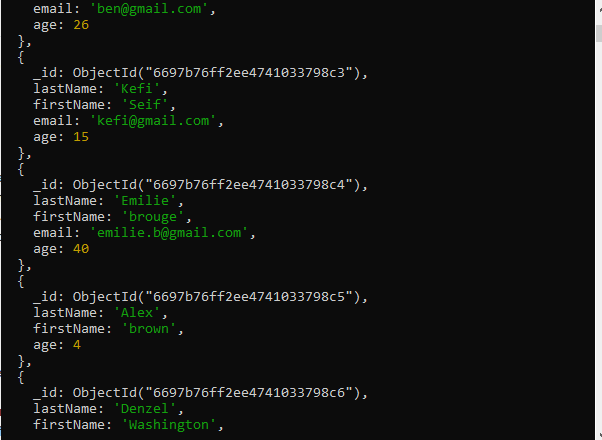 email: 'ben@gmail.com',
age: 26
},
{
_id: ObjectId("6697b76ff2ee4741033798c3"),
lastName: 'Kefi',
firstName: 'Seif',
email: 'kefi@gmail.com',
age: 15
},
{
_id: ObjectId("6697b76ff2ee4741033798c4"),
lastName: 'Emilie',
firstName: 'brouge',
email: 'emilie.b@gmail.com',
age: 40
},
{
_id: ObjectId("6697b76ff2ee4741033798c5"),
lastName: 'Alex',
firstName: 'brown',
age: 4
},
{
_id: ObjectId("6697b76ff2ee4741033798c6"),
lastName: 'Denzel',
firstName: 'Washington',